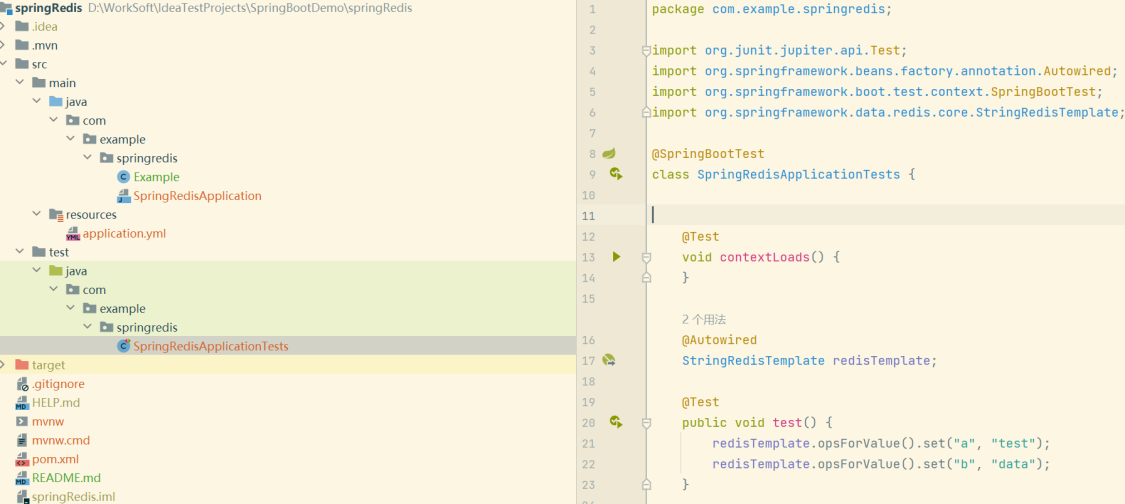 springRedis D:\WorkSoft\IdeaTestProjects\SpringBootDemo\springRedis
.idea
.mvn
src
main
java
com
example
springredis
Example
SpringRedisApplication
resources
application.yml
test
java
com
example
springredis
SpringRedisApplicationTests
target
.gitignore
HELP.md
mvnw
mvnw.cmd
pom.xml
README.md
springRedis.iml
1 package com.example.springredis;
2
3 import org.junit.jupiter.api.Test;
4 import org.springframework.beans.factory.annotation.Autowired;
5 import org.springframework.boot.test.context.SpringBootTest;
6 import org.springframework.data.redis.core.StringRedisTemplate;
7
8 @SpringBootTest
9 class SpringRedisApplicationTests {
10
11
12 @Test
13 void contextLoads() {
14 }
15
2 个用法
16 @Autowired
17 StringRedisTemplate redisTemplate;
18
19 @Test
20 public void test() {
21 redisTemplate.opsForValue().set("a", "test");
22 redisTemplate.opsForValue().set("b", "data");
23 }